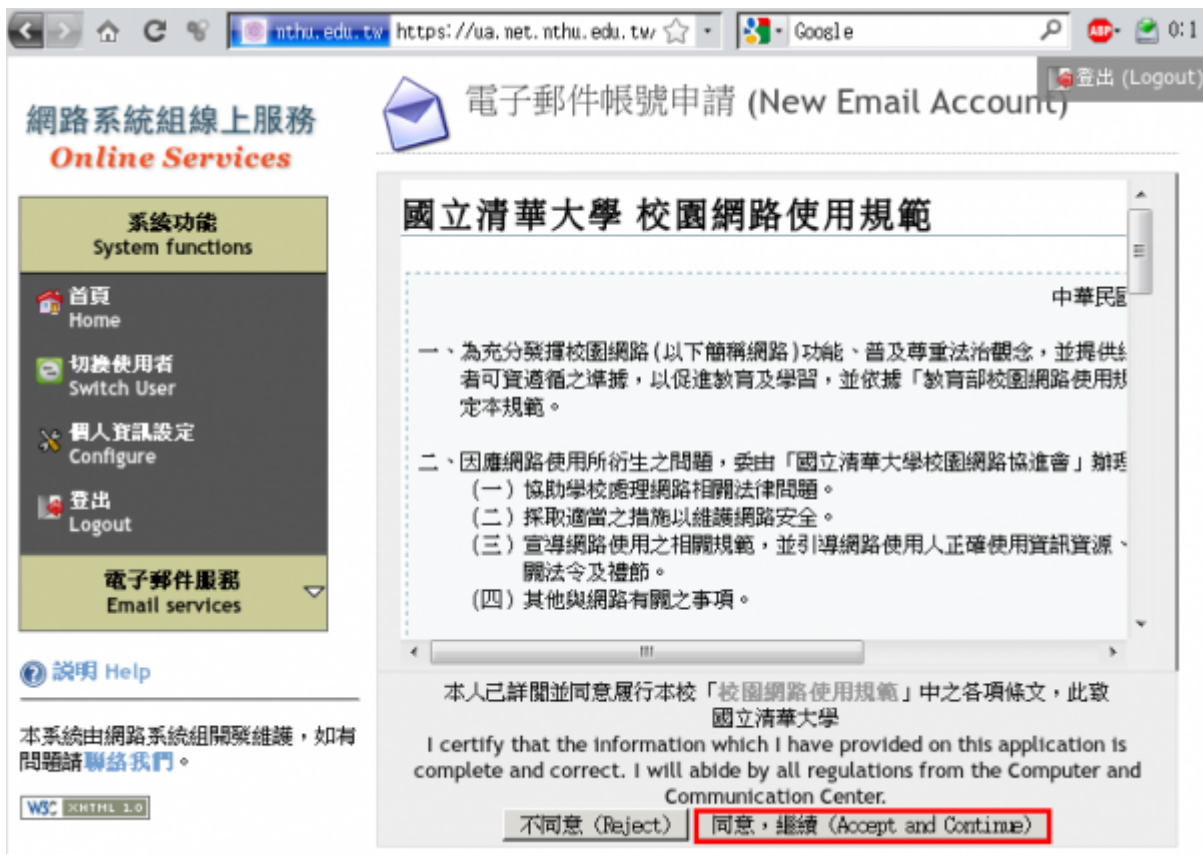 nthu.edu.tw https://ua.net.nthu.edu.tw/ Google ABP 0:1
登出 (Logout)
網路系統組線上服務
Online Services
系統功能
System functions
首頁
Home
切換使用者
Switch User
個人資訊設定
Configure
登出
Logout
電子郵件服務
Email services
說明 Help
本系統由網路系統組開發維護，如有
問題請聯絡我們。
W3C XHTML 1.0
電子郵件帳號申請 (New Email Account)
國立清華大學 校園網路使用規範
中華民國
一、為充分發揮校園網路(以下簡稱網路)功能、普及尊重法治觀念，並提供
者可資遵循之準據，以促進教育及學習，並依據「教育部校園網路使用規
定本規範。
二、因應網路使用所衍生之問題，委由「國立清華大學校園網路協進會」辦理
(一) 協助學校處理網路相關法律問題。
(二) 採取適當之措施以維護網路安全。
(三) 宣導網路使用之相關規範，並引導網路使用人正確使用資訊資源、
關法令及禮節。
(四) 其他與網路有關之事項。
本人已詳閱並同意履行本校「校園網路使用規範」中之各項條文，此致
國立清華大學
I certify that the information which I have provided on this application is
complete and correct. I will abide by all regulations from the Computer and
Communication Center.
不同意 (Reject) 同意，繼續 (Accept and Continue)